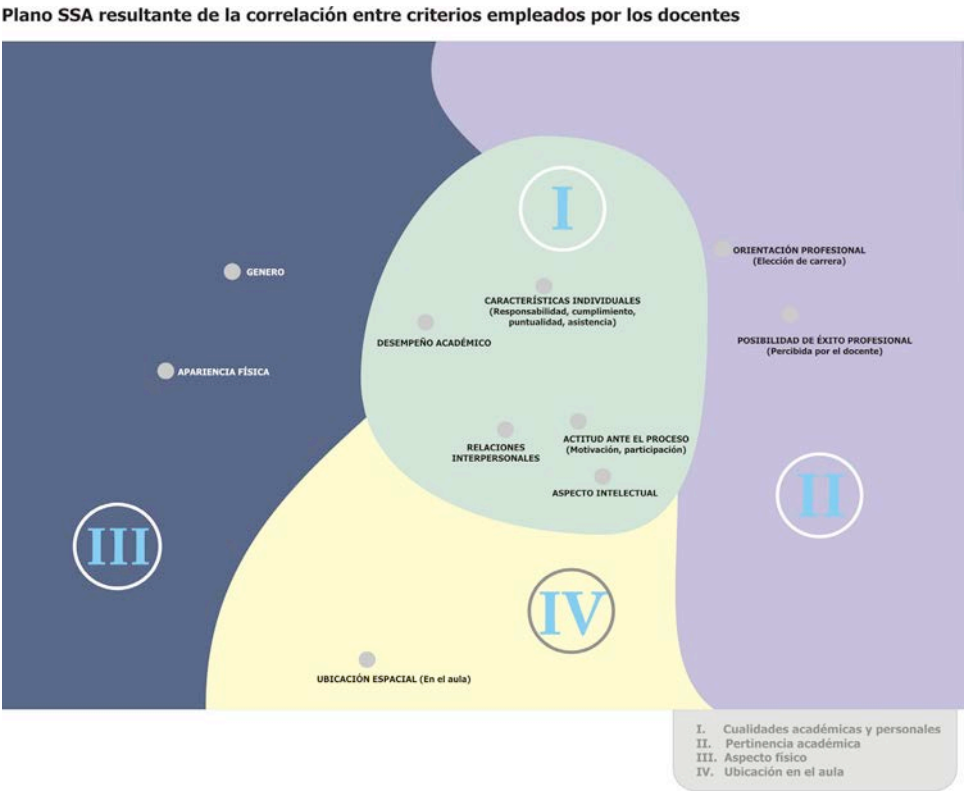 Plano SSA resultante de la correlación entre criterios empleados por los docentes
I
ORIENTACIÓN PROFESIONAL
(Elección de carrera)
GENERO
CARACTERÍSTICAS INDIVIDUALES
(Responsabilidad, cumplimiento,
puntualidad, asistencia)
DESEMPEÑO ACADÉMICO
POSIBILIDAD DE ÉXITO PROFESIONAL
(Percibida por el docente)
APARIENCIA FÍSICA
RELACIONES
INTERPERSONALES
ACTITUD ANTE EL PROCESO
(Motivación, participación)
ASPECTO INTELECTUAL
II
III
IV
UBICACIÓN ESPACIAL (En el aula)
I. Cualidades académicas y personales
II. Pertinencia académica
III. Aspecto físico
IV. Ubicación en el aula